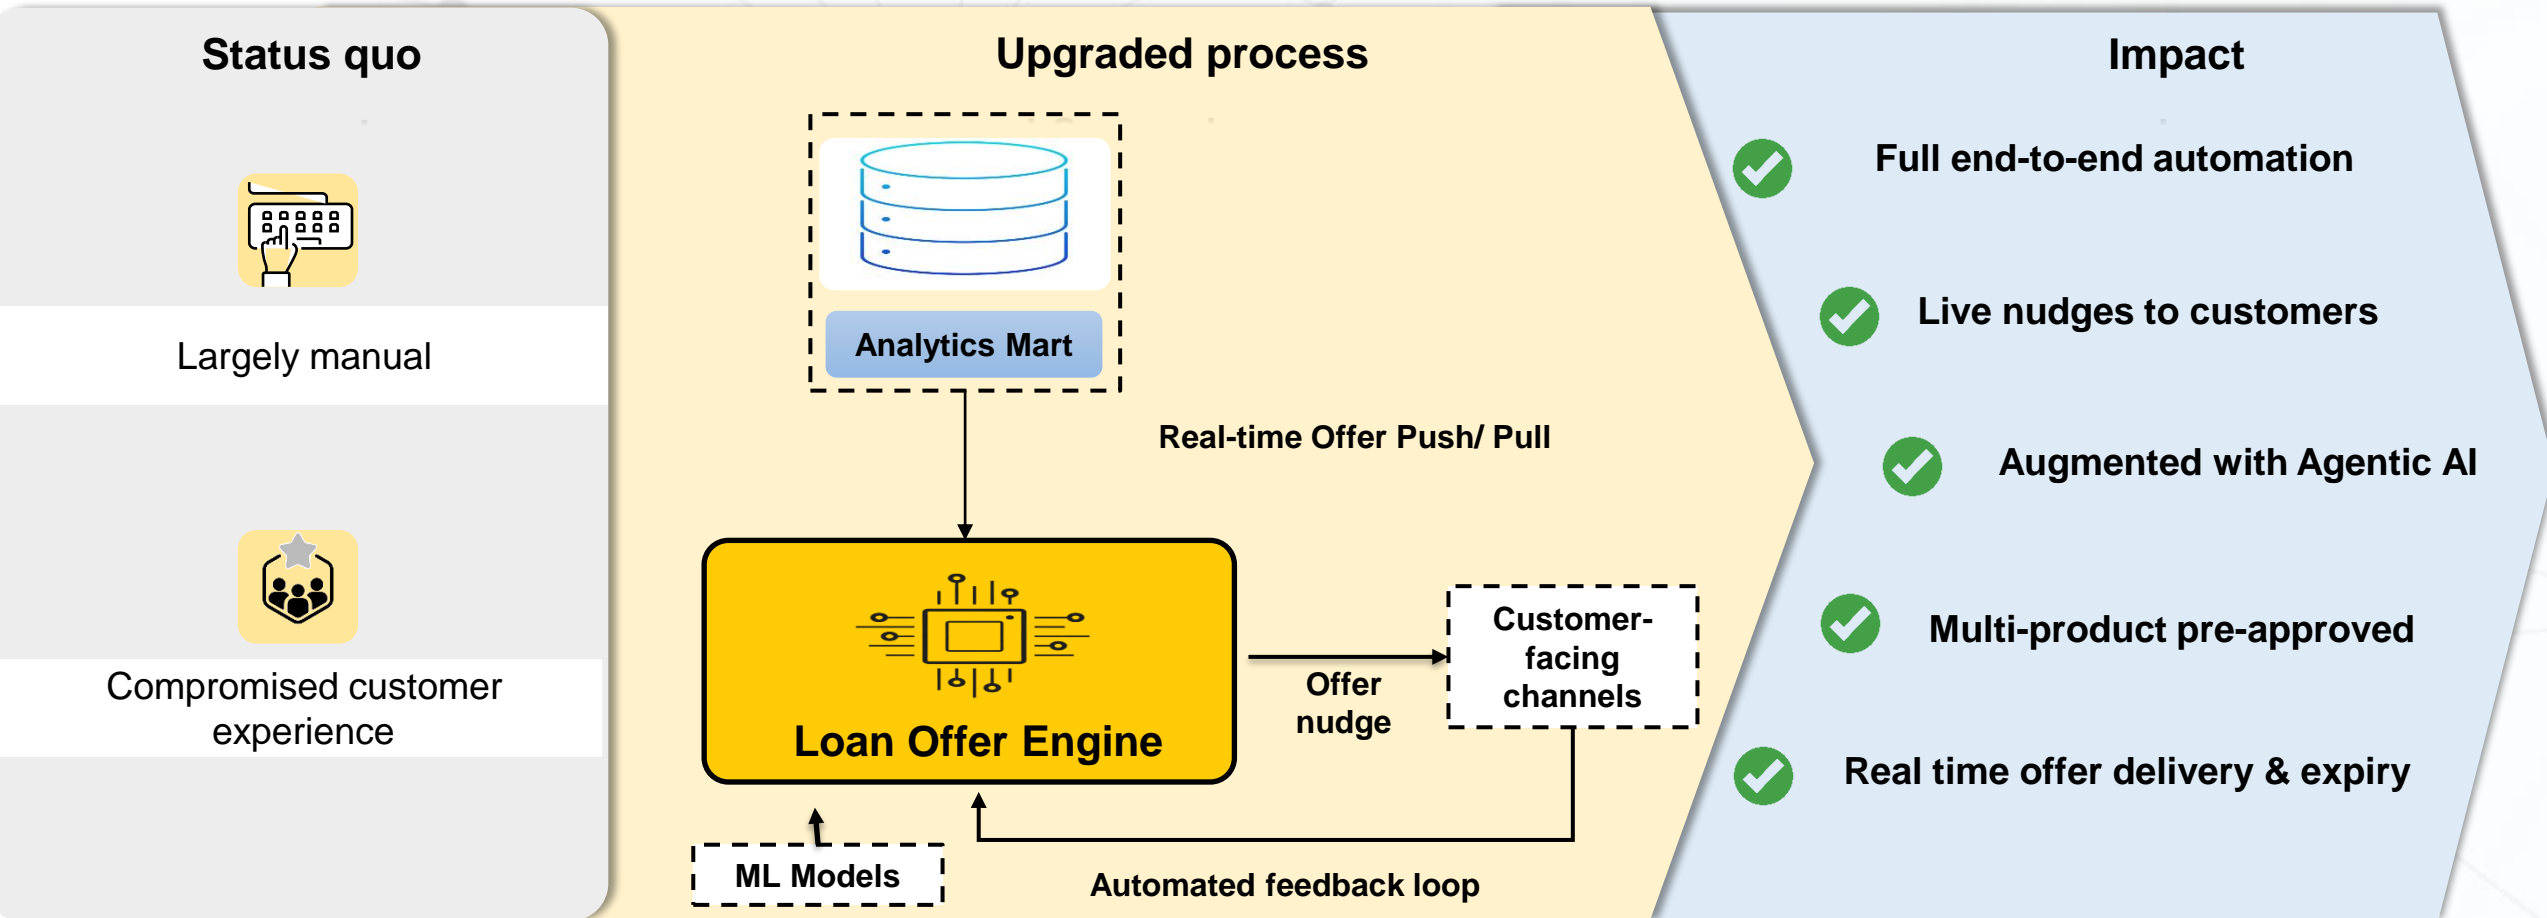 Status quo
Largely manual
Compromised customer
experience
Upgraded process
Analytics Mart
Real-time Offer Push/ Pull
Loan Offer Engine
Offer
nudge
Customer-
facing
channels
ML Models
Automated feedback loop
Impact
Full end-to-end automation
Live nudges to customers
Augmented with Agentic AI
Multi-product pre-approved
Real time offer delivery & expiry